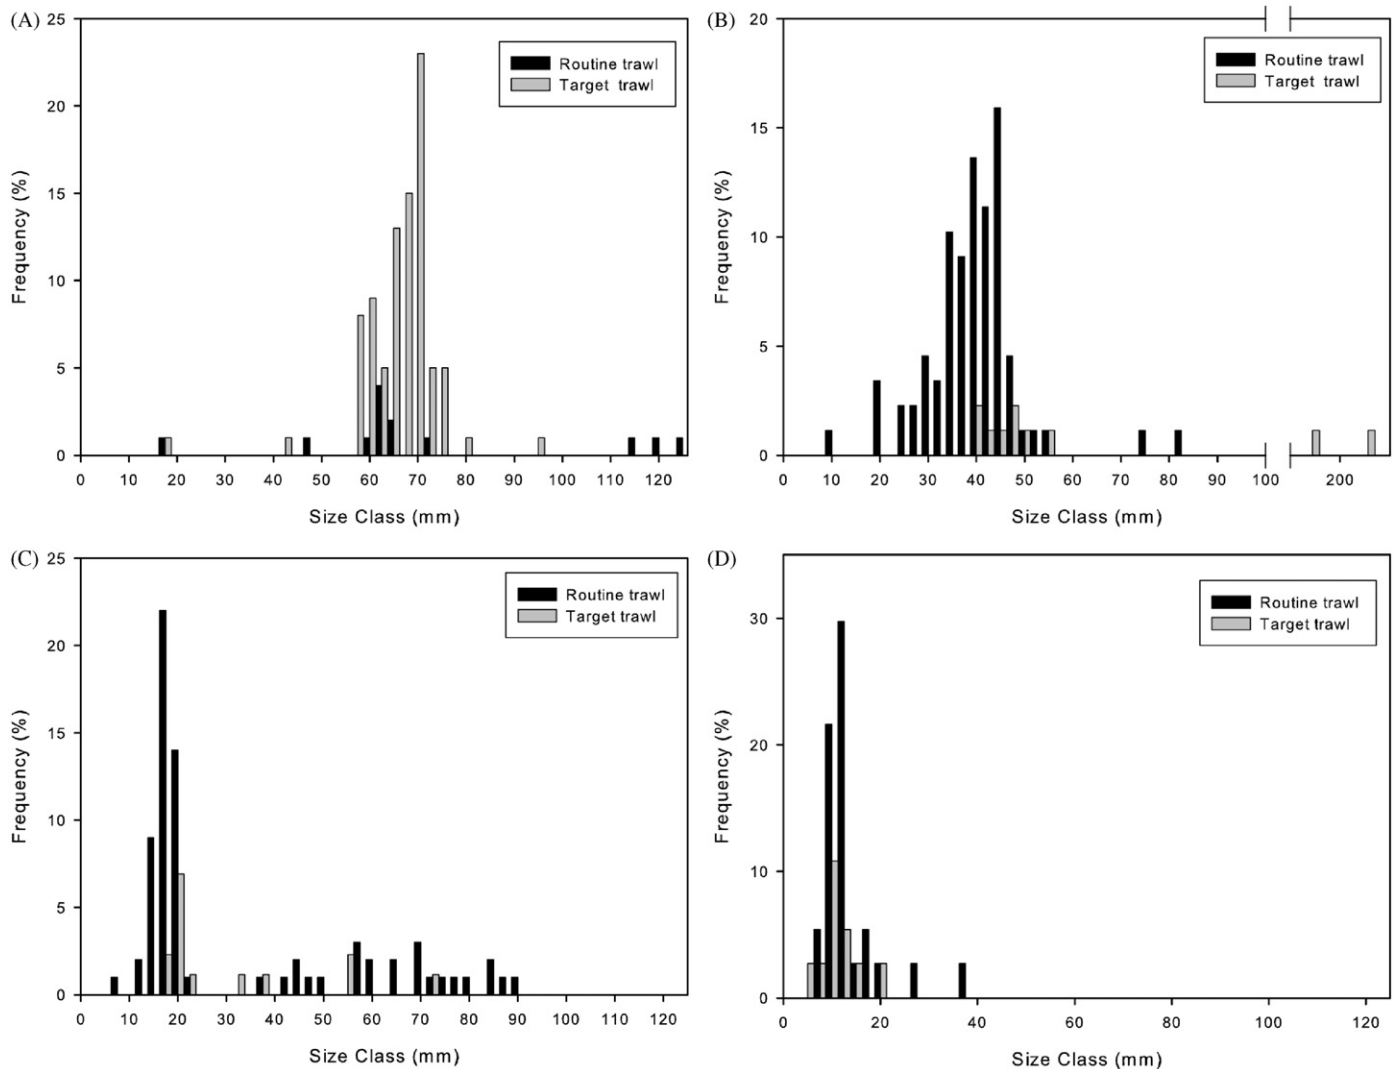 (A)
25
20
15
10
5
0
Frequency (%)
Routine trawl
Target trawl
0 10 20 30 40 50 60 70 80 90 100 110 120
Size Class (mm)
(B)
20
15
10
5
0
Frequency (%)
Routine trawl
Target trawl
0 10 20 30 40 50 60 70 80 90 100 200
Size Class (mm)
(C)
25
20
15
10
5
0
Frequency (%)
Routine trawl
Target trawl
0 10 20 30 40 50 60 70 80 90 100 110 120
Size Class (mm)
(D)
30
20
10
0
Frequency (%)
Routine trawl
Target trawl
0 20 40 60 80 100 120
Size Class (mm)